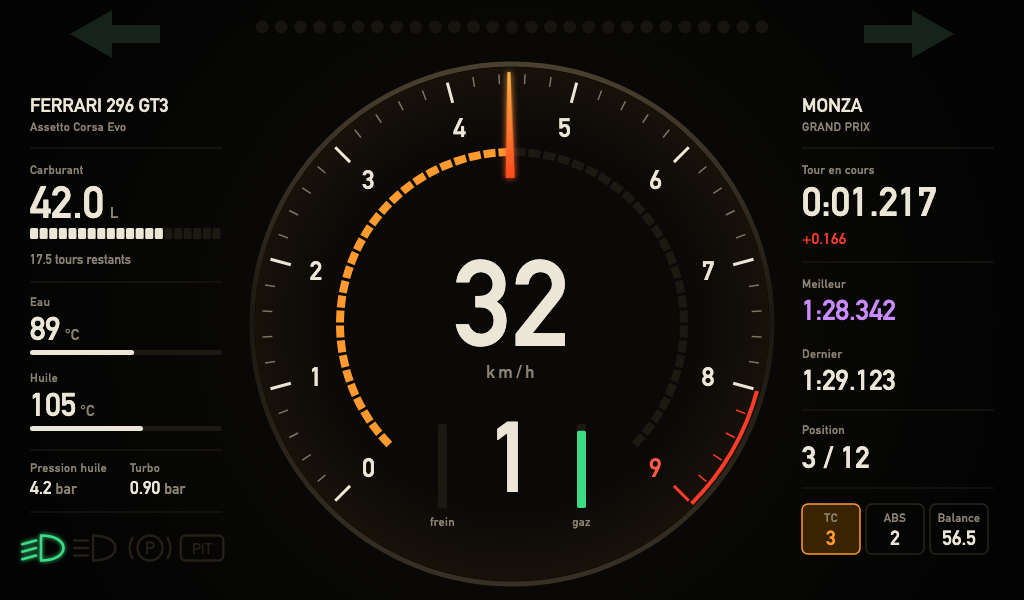 FERRARI 296 GT3
Assetto Corsa Evo
Carburant
42.0 L
17.5 tours restants
Eau
89 °C
Huile
105 °C
Pression huile Turbo
4.2 bar 0.90 bar
P PIT
0
1
2
3
4
5
6
7
8
9
32
km/h
1
frein gaz
MONZA
GRAND PRIX
Tour en cours
0:01.217
+0.166
Meilleur
1:28.342
Dernier
1:29.123
Position
3 / 12
TC ABS Balance
3 2 56.5